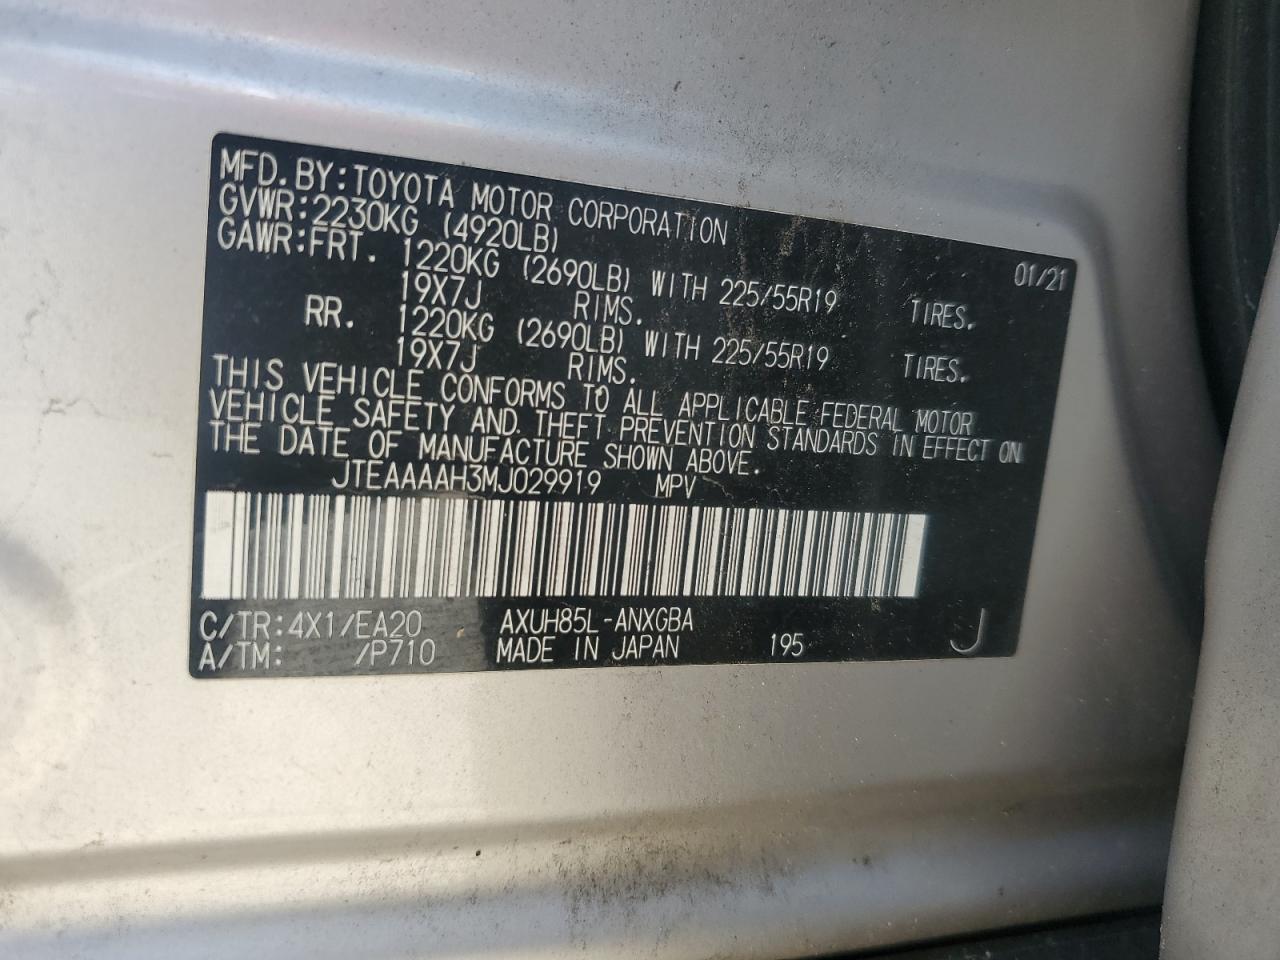 MFD.BY:TOYOTA MOTOR CORPORATION 01/21
GVWR:2230KG (4920LB)
GAWR:FRT. 1220KG (2690LB) WITH 225/55R19 TIRES.
19X7J RIMS.
RR. 1220KG (2690LB) WITH 225/55R19 TIRES.
19X7J RIMS.
THIS VEHICLE CONFORMS TO ALL APPLICABLE FEDERAL MOTOR
VEHICLE SAFETY AND THEFT PREVENTION STANDARDS IN EFFECT ON
THE DATE OF MANUFACTURE SHOWN ABOVE.
JTEAAAAH3MJ029919 MPV
C/TR:4X1/EA20 AXUH85L-ANXGBA
A/TM: /P710 MADE IN JAPAN 195 J